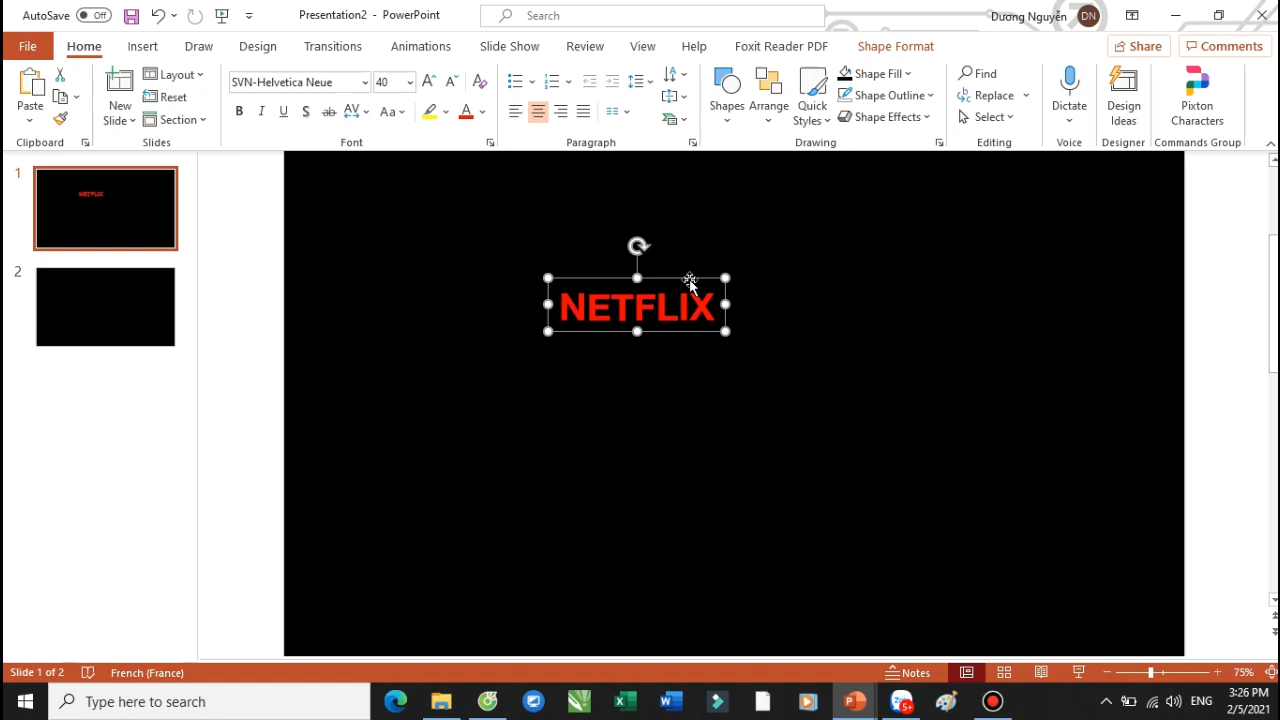 AutoSave Off Presentation2 - PowerPoint Search Dương Nguyễn DN
File Home Insert Draw Design Transitions Animations Slide Show Review View Help Foxit Reader PDF Shape Format Share Comments
Paste
New Slide
Layout
Reset
Section
SVN-Helvetica Neue 40
Shapes
Arrange
Quick Styles
Shape Fill
Shape Outline
Shape Effects
Find
Replace
Select
Dictate
Design Ideas
Pixton Characters
Clipboard Slides Font Paragraph Drawing Editing Voice Designer Commands Group
1
NETFLIX
2
NETFLIX
Slide 1 of 2 French (France) Notes 75%
Type here to search
5+
ENG
3:26 PM
2/5/2021